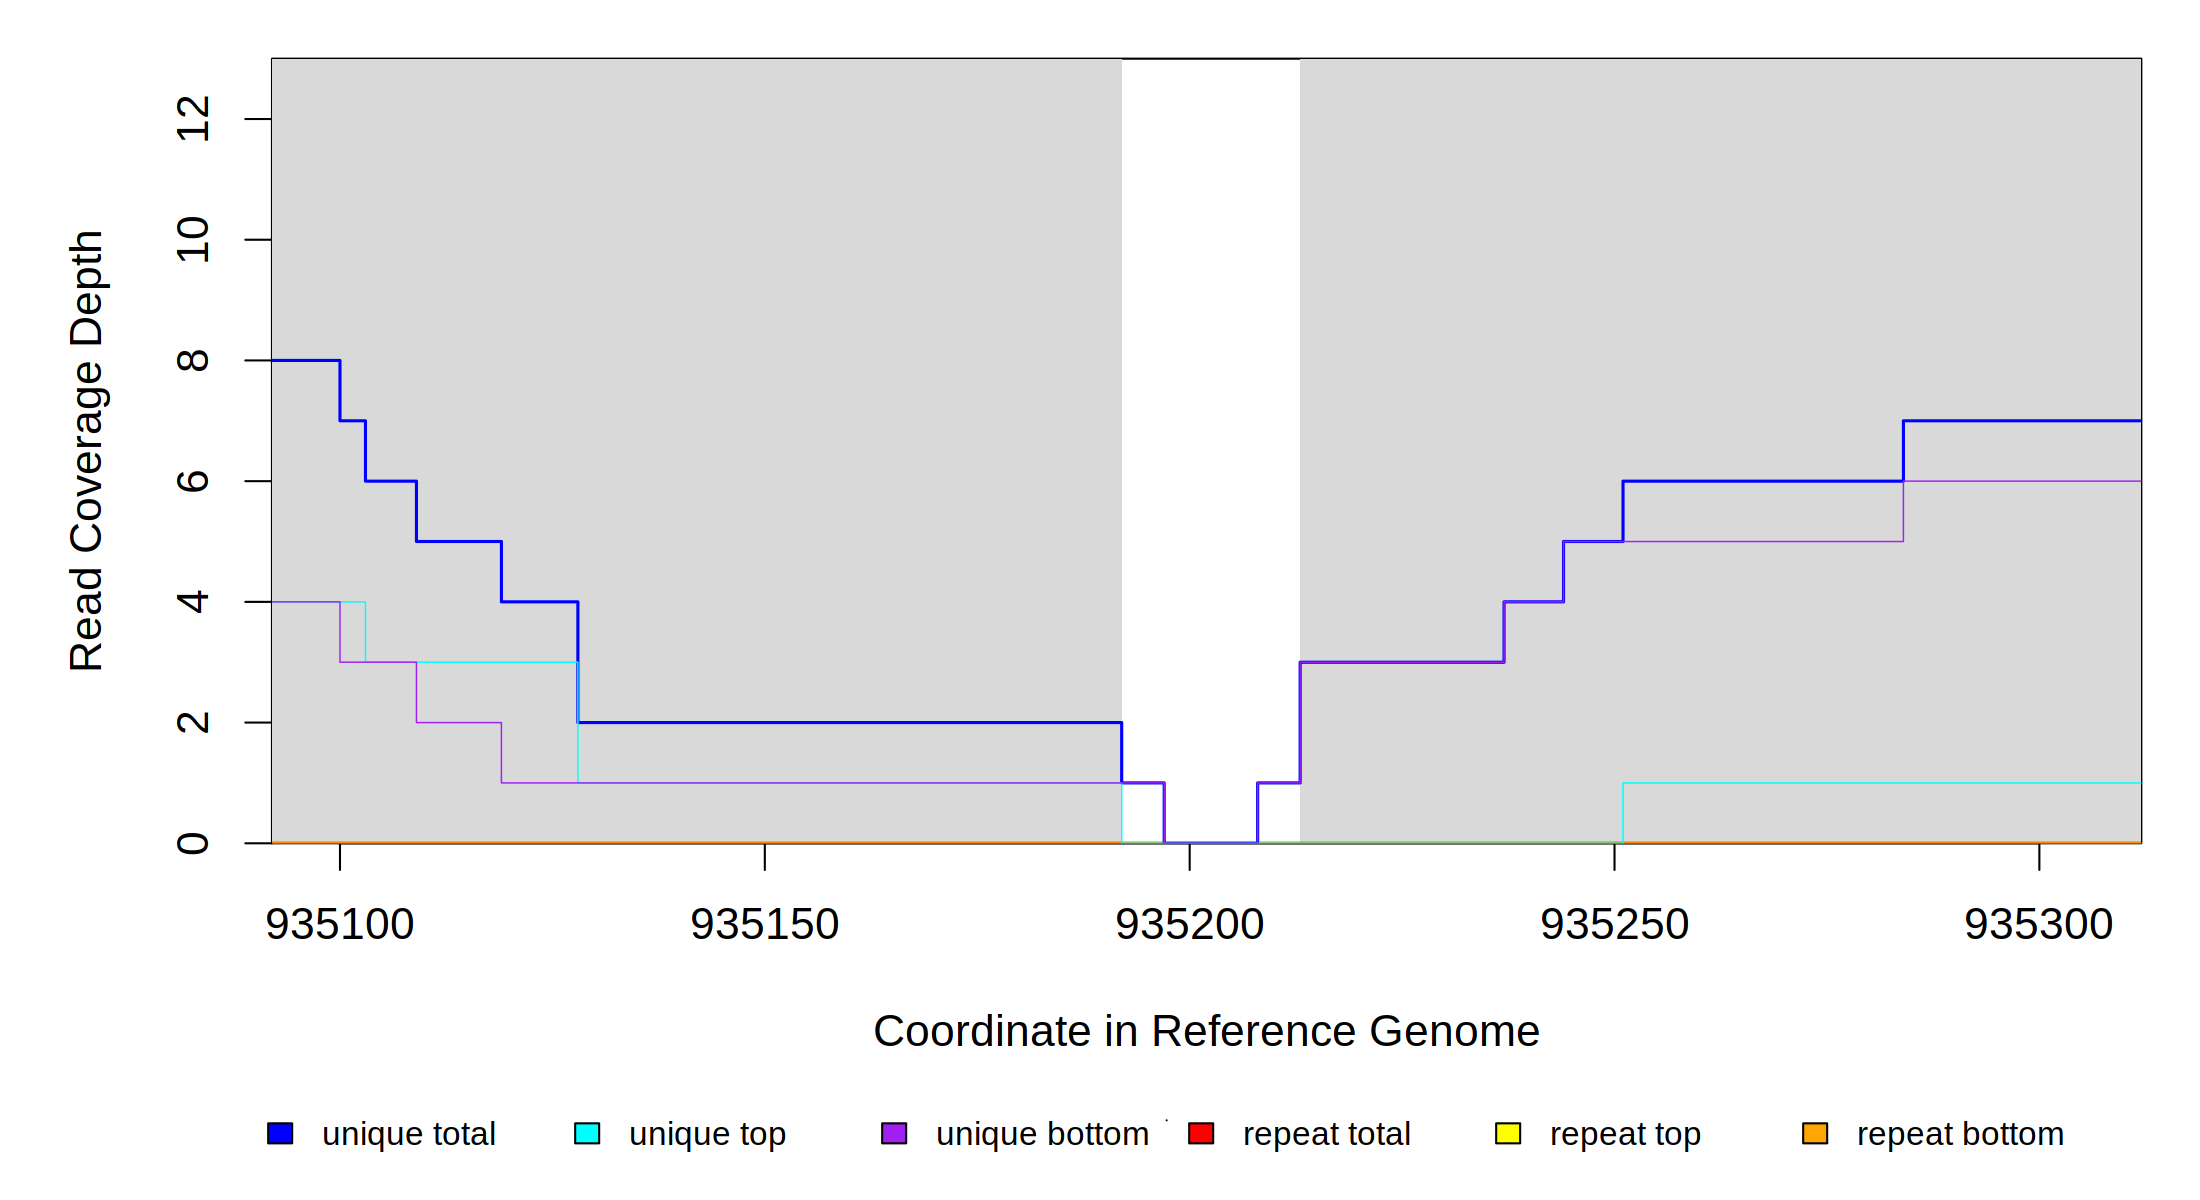 Read Coverage Depth
12
10
8
6
4
2
0
935100 935150 935200 935250 935300
Coordinate in Reference Genome
unique total unique top unique bottom repeat total repeat top repeat bottom